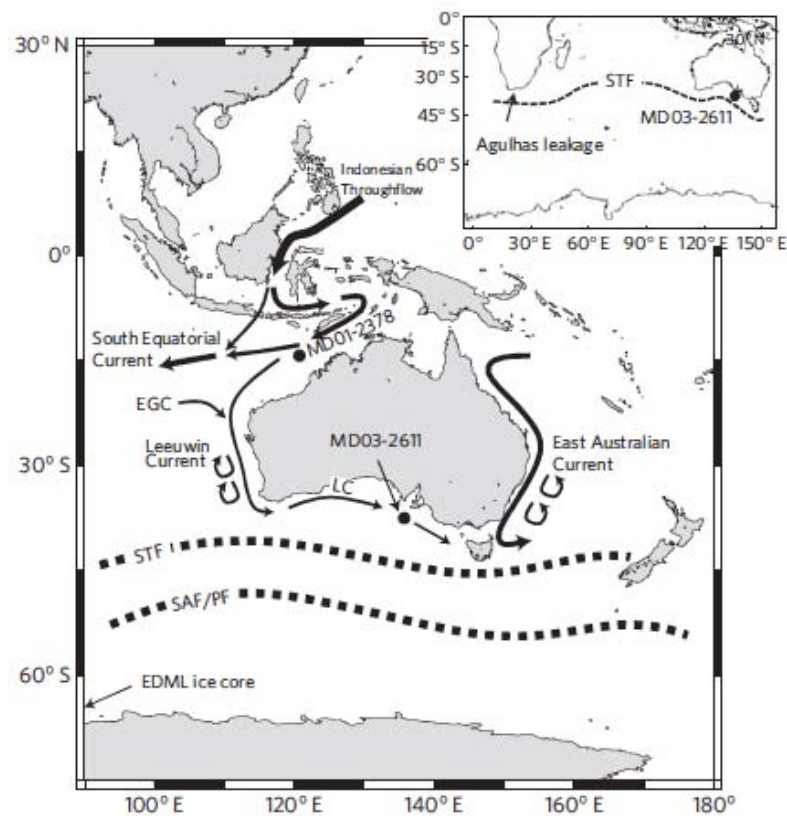 30° N
0°
30° S
60° S
100° E
120° E
140° E
160° E
180°
Indonesian
Throughflow
South Equatorial
Current
MD01-2378
EGC
Leeuwin
Current
MD03-2611
LC
East Australian
Current
STF
SAF/PF
EDML ice core
0°
15° S
30° S
45° S
60° S
0° E
30° E
60° E
90° E
120° E
150° E
30° N
STF
MD03-2611
Agulhas leakage